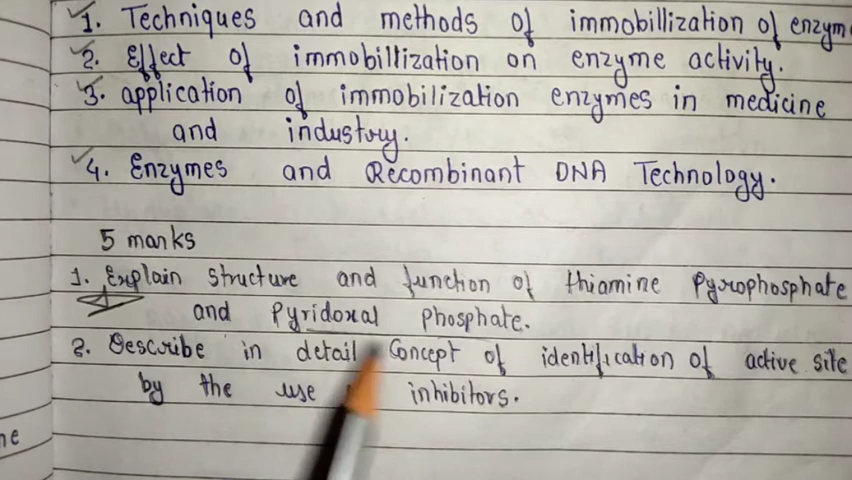 1. Techniques and methods of immobillization of enzym
2. Effect of immobillization on enzyme activity.
3. application of immobilization enzymes in medicine
and industry.
4. Enzymes and Recombinant DNA Technology.
5 marks
1. Explain structure and function of thiamine pyrophosphate
and pyridoxal phosphate.
2. Describe in detail concept of identification of active site
by the use inhibitors.
ne